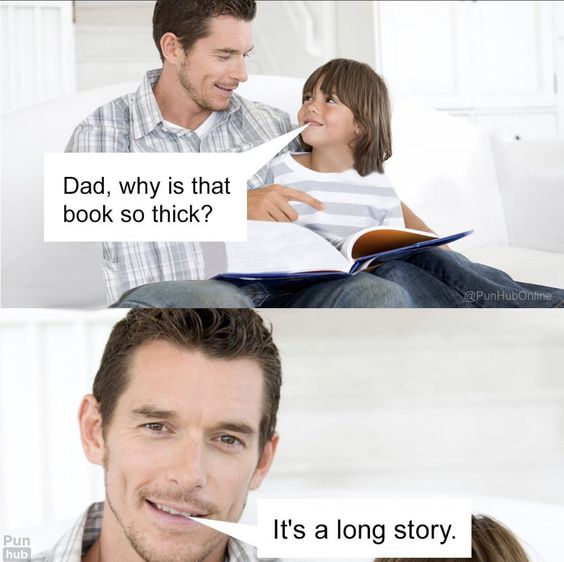 Dad, why is that
book so thick?
@PunHubOnline
It's a long story.
Pun
hub